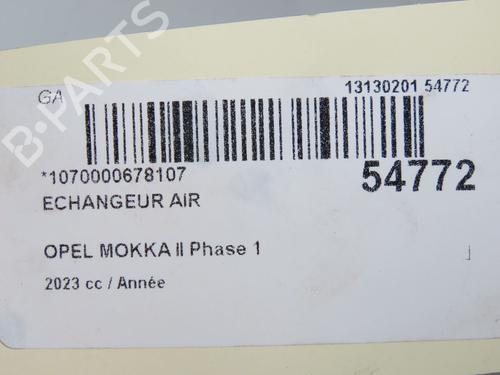 B-PARTS
GA
13130201 54772
*1070000678107
54772
ECHANGEUR AIR
OPEL MOKKA II Phase 1
2023 cc / Année